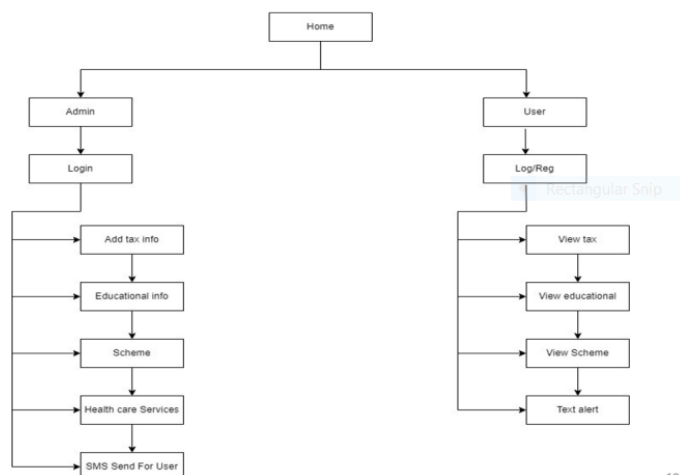 Home
Admin
User
Login
Log/Reg
Rectangular Snip
Add tax info
View tax
Educational info
View educational
Scheme
View Scheme
Health care Services
Text alert
SMS Send For User